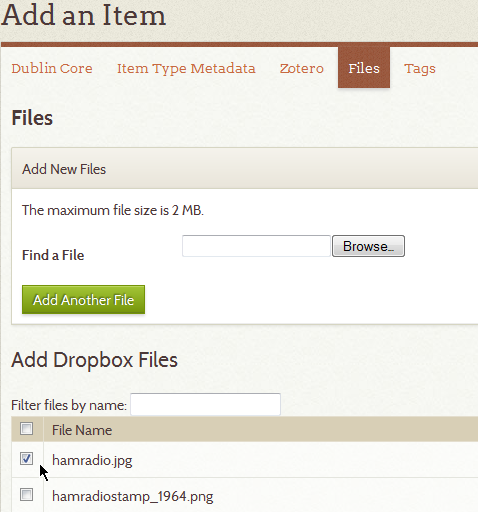 Add an Item
Dublin Core Item Type Metadata Zotero Files Tags
Files
Add New Files
The maximum file size is 2 MB.
Find a File Browse...
Add Another File
Add Dropbox Files
Filter files by name:
File Name
hamradio.jpg
hamradiostamp_1964.png